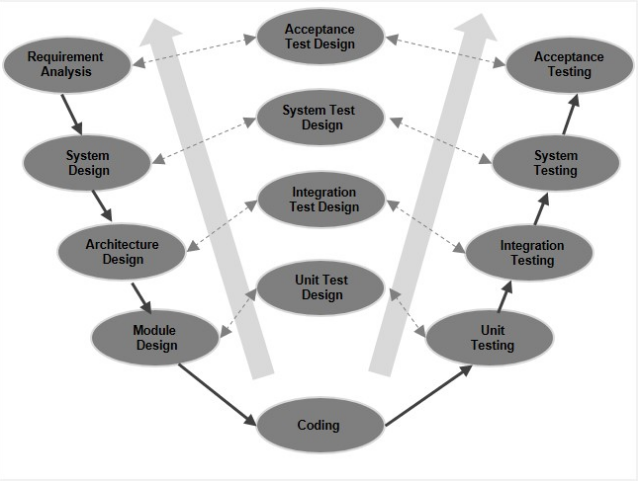 Acceptance
Test Design
Requirement
Analysis
Acceptance
Testing
System Test
Design
System
Design
System
Testing
Integration
Test Design
Architecture
Design
Integration
Testing
Unit Test
Design
Module
Design
Unit
Testing
Coding